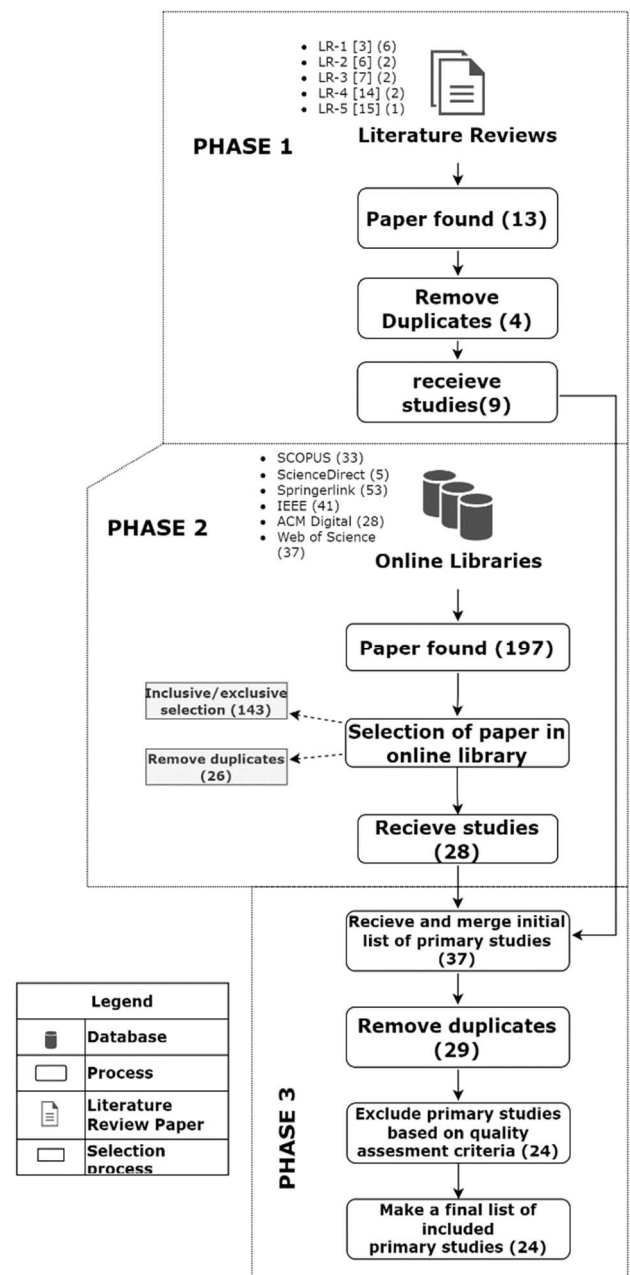 • LR-1 [3] (6)
• LR-2 [6] (2)
• LR-3 [7] (2)
• LR-4 [14] (2)
• LR-5 [15] (1)
Literature Reviews
PHASE 1
Paper found (13)
Remove
Duplicates (4)
receieve
studies(9)
• SCOPUS (33)
• ScienceDirect (5)
• Springerlink (53)
• IEEE (41)
• ACM Digital (28)
• Web of Science
(37)
PHASE 2
Online Libraries
Paper found (197)
Inclusive/exclusive
selection (143)
Selection of paper in
online library
Remove duplicates
(26)
Recieve studies
(28)
Recieve and merge initial
list of primary studies
(37)
Remove duplicates
(29)
PHASE 3
Exclude primary studies
based on quality
assesment criteria (24)
Make a final list of
included
primary studies (24)
Legend
Database
Process
Literature
Review Paper
Selection
process